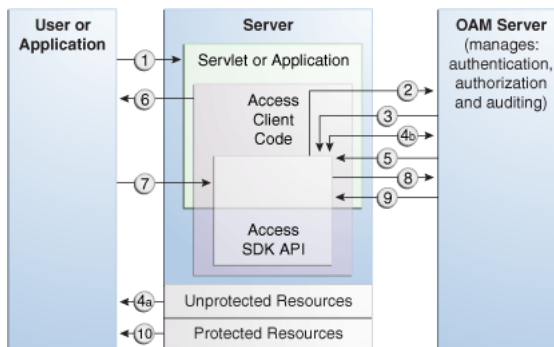 User or
Application
Server
OAM Server
(manages:
authentication,
authorization
and auditing)
1
Servlet or Application
6
Access
Client
Code
2
3
4b
5
7
8
9
Access
SDK API
4a
Unprotected Resources
10
Protected Resources